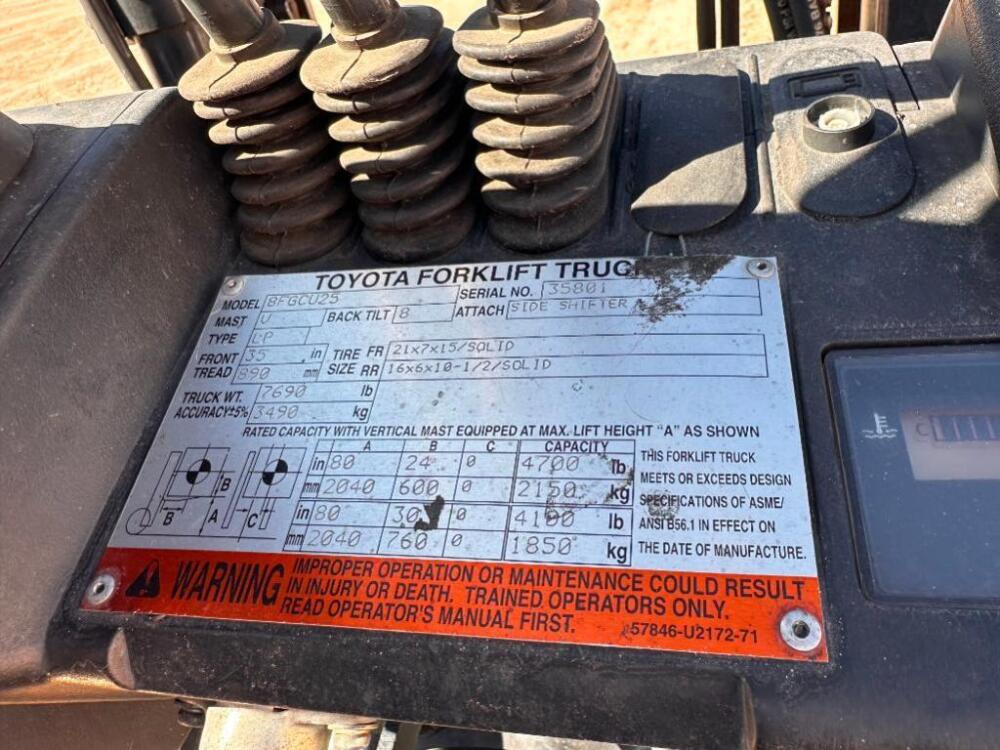 TOYOTA FORKLIFT TRUCK
MODEL 8FGCU25 SERIAL NO. 35801
MAST V BACK TILT 8 ATTACH SIDE SHIFTER
TYPE LP
FRONT TREAD 35 in TIRE SIZE FR 21x7x15/SOLID
890 mm RR 16x6x10-1/2/SOLID
TRUCK WT. 7690 lb
ACCURACY±5% 3490 kg
RATED CAPACITY WITH VERTICAL MAST EQUIPPED AT MAX. LIFT HEIGHT "A" AS SHOWN
A B C CAPACITY
in 80 24 0 4700 lb
mm 2040 600 0 2150 kg
in 80 30 0 4100 lb
mm 2040 760 0 1850 kg
B
B A C
THIS FORKLIFT TRUCK
MEETS OR EXCEEDS DESIGN
SPECIFICATIONS OF ASME/
ANSI B56.1 IN EFFECT ON
THE DATE OF MANUFACTURE.
WARNING
IMPROPER OPERATION OR MAINTENANCE COULD RESULT
IN INJURY OR DEATH. TRAINED OPERATORS ONLY.
READ OPERATOR'S MANUAL FIRST.
57846-U2172-71
C